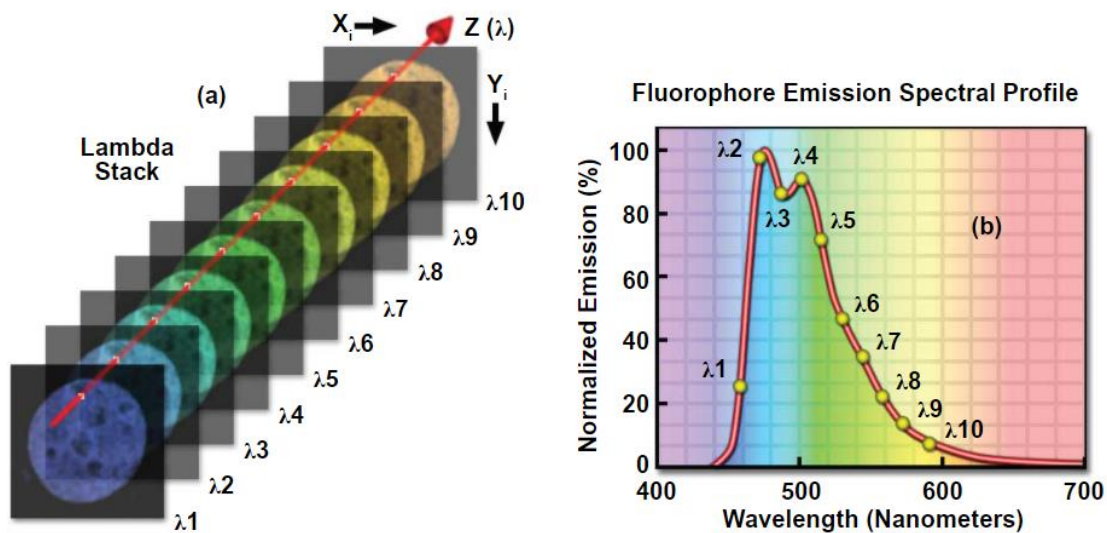 Xi
Z (λ)
(a)
Yi
Lambda
Stack
λ10
λ9
λ8
λ7
λ6
λ5
λ4
λ3
λ2
λ1
Fluorophore Emission Spectral Profile
Normalized Emission (%)
100
80
60
40
20
0
λ2
λ4
λ3
λ5
(b)
λ6
λ7
λ1
λ8
λ9
λ10
400
500
600
700
Wavelength (Nanometers)